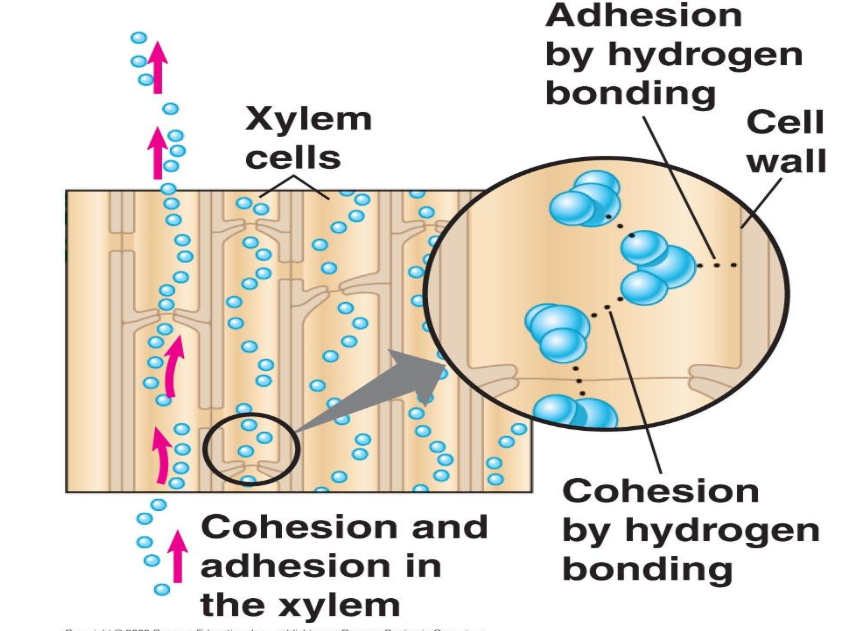 Adhesion
by hydrogen
bonding
Cell
wall
Xylem
cells
Cohesion and
adhesion in
the xylem
Cohesion
by hydrogen
bonding